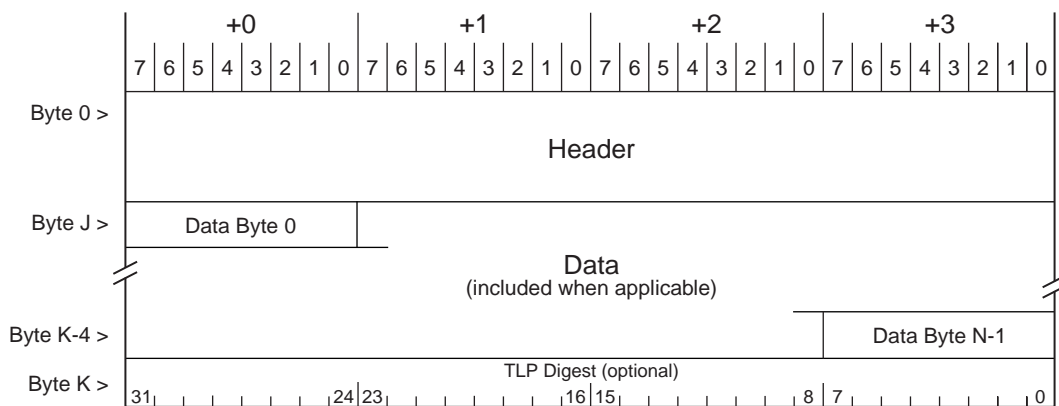 +0 +1 +2 +3
7 6 5 4 3 2 1 0 7 6 5 4 3 2 1 0 7 6 5 4 3 2 1 0 7 6 5 4 3 2 1 0
Byte 0 >
Header
Byte J > Data Byte 0
Data
(included when applicable)
Byte K-4 > Data Byte N-1
TLP Digest (optional)
Byte K > 31 24 23 16 15 8 7 0